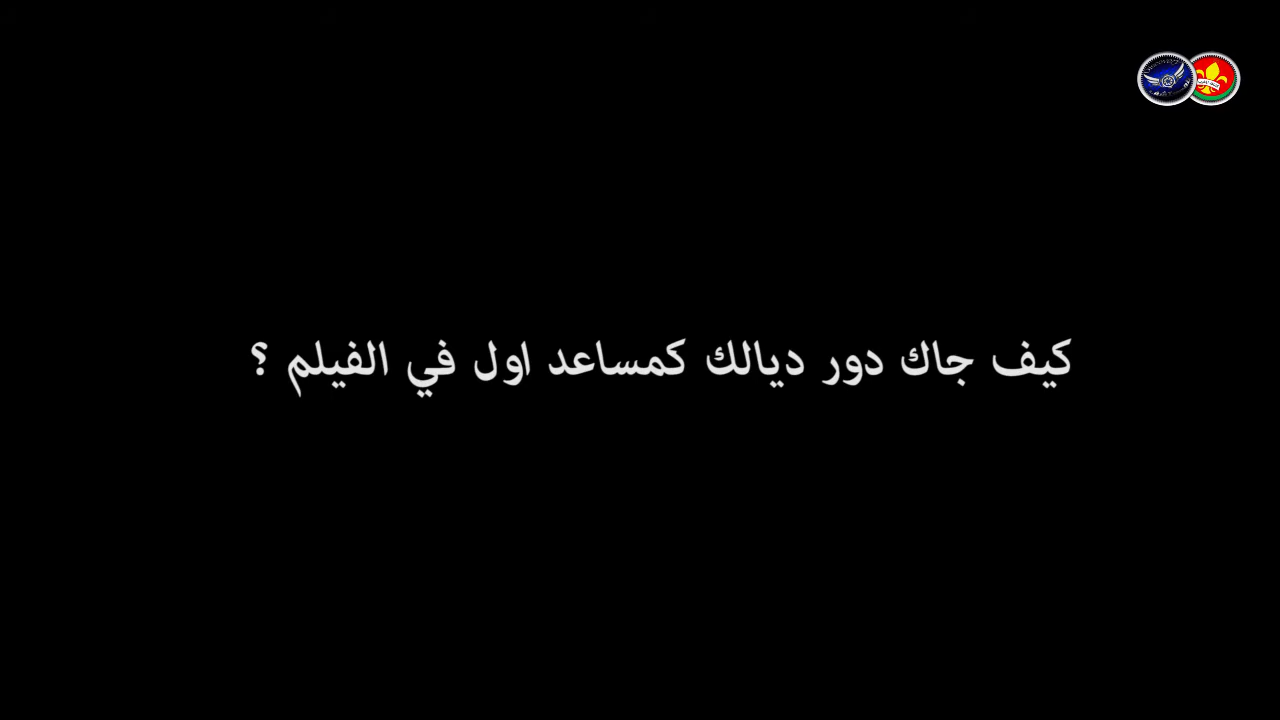 كيف جاك دور ديالك كمساعد اول في الفيلم ؟